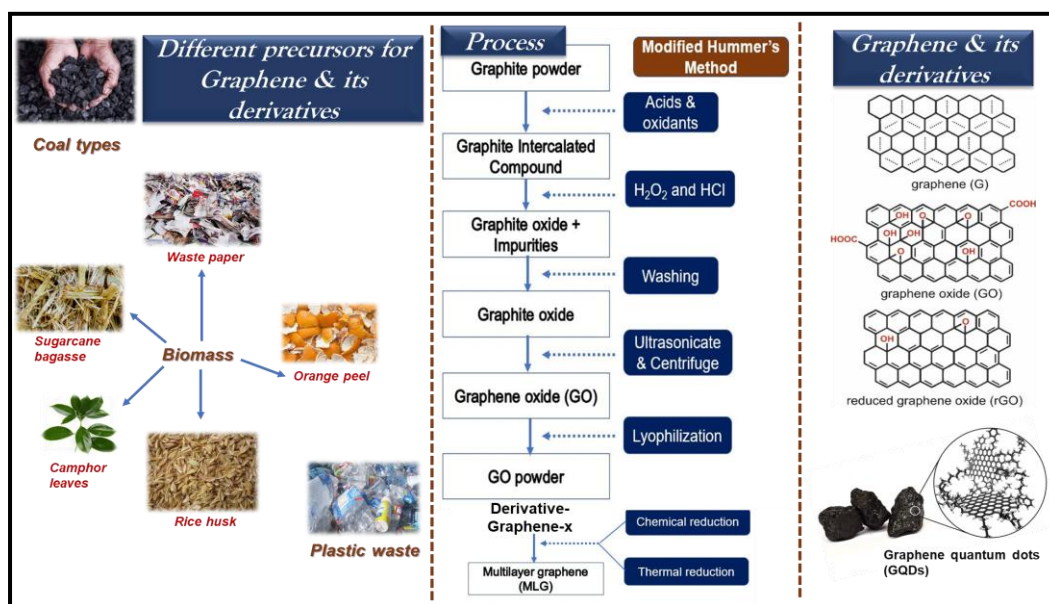 Different precursors for
Graphene & its
derivatives
Coal types
Waste paper
Sugarcane
bagasse
Biomass
Orange peel
Camphor
leaves
Rice husk
Plastic waste
Process
Modified Hummer's
Method
Graphite powder
Acids &
oxidants
Graphite Intercalated
Compound
H₂O₂ and HCl
Graphite oxide +
Impurities
Washing
Graphite oxide
Ultrasonicate
& Centrifuge
Graphene oxide (GO)
Lyophilization
GO powder
Derivative-
Graphene-x
Chemical reduction
Thermal reduction
Multilayer graphene
(MLG)
Graphene & its
derivatives
graphene (G)
COOH
OH
O
O
HOOC
OH
OH
O
OH
graphene oxide (GO)
O
OH
reduced graphene oxide (rGO)
Graphene quantum dots
(GQDs)